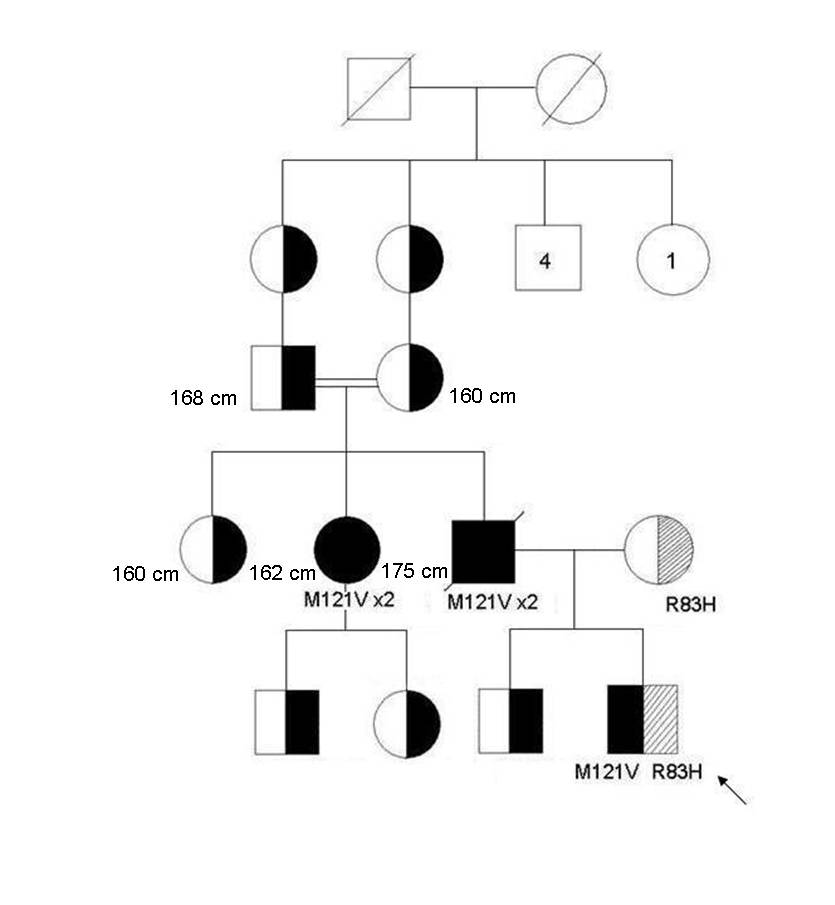 4
1
168 cm
160 cm
160 cm
162 cm
175 cm
M121V x2
M121V x2
R83H
M121V R83H